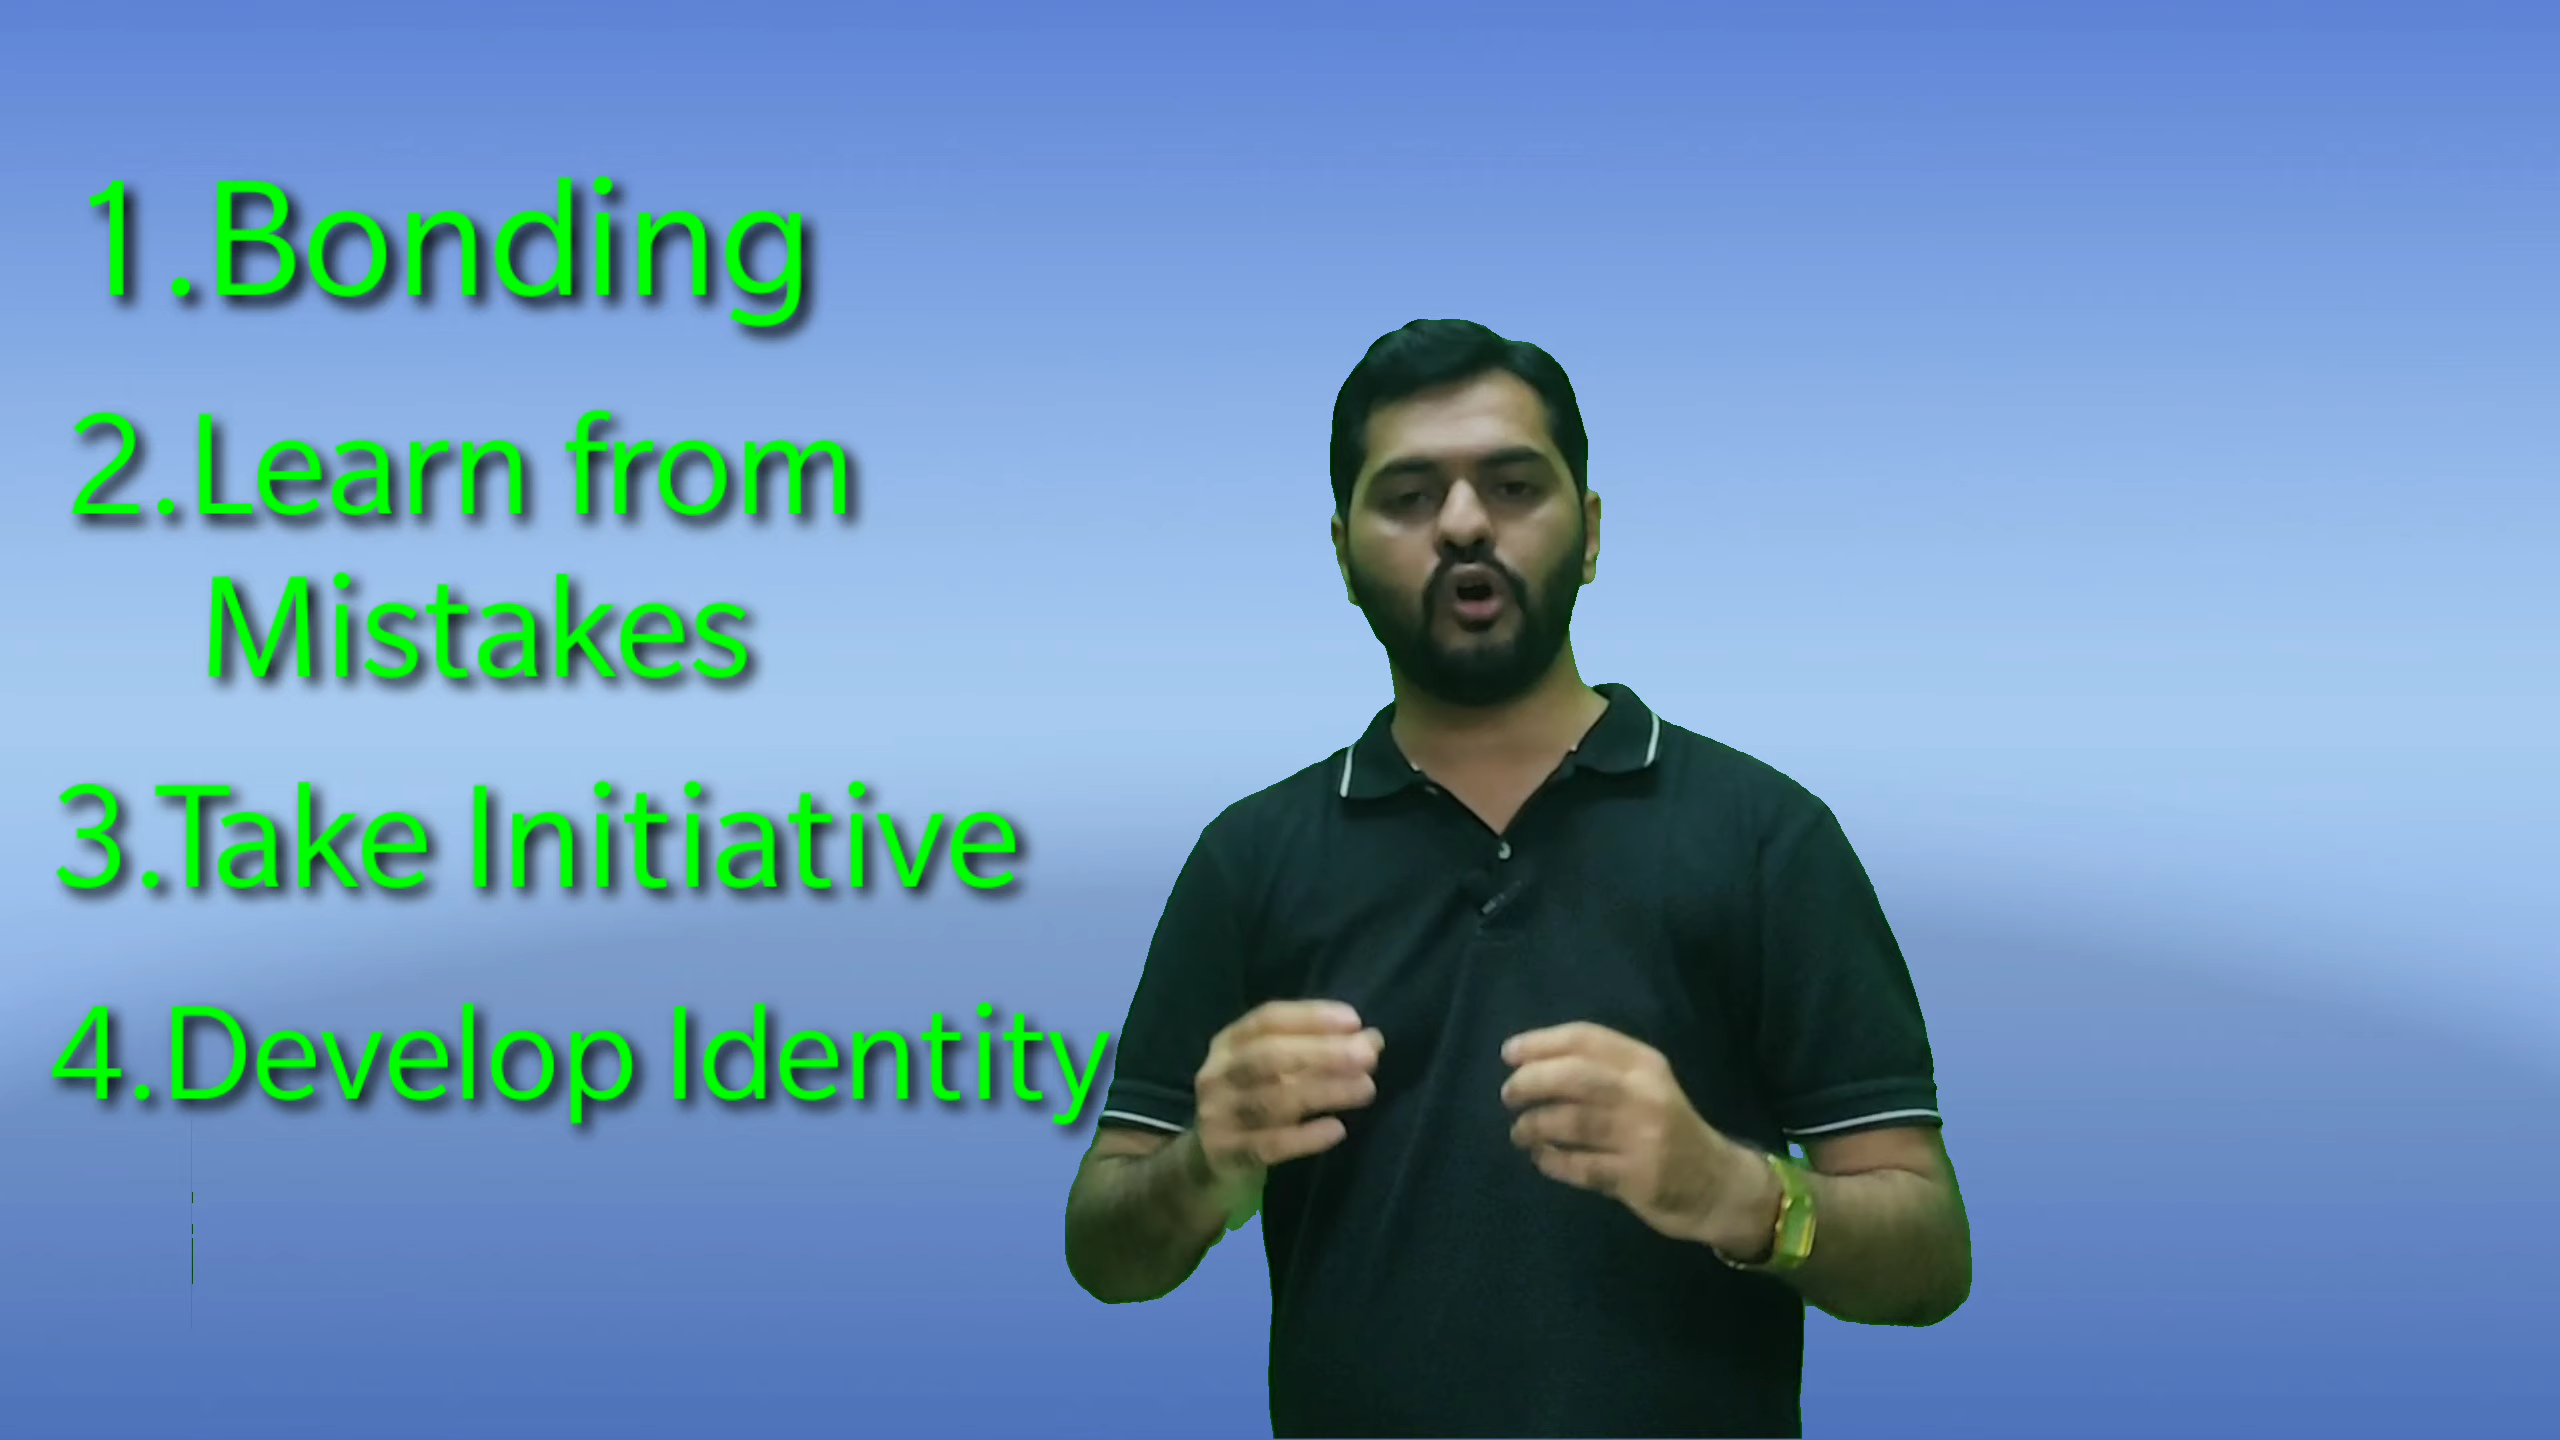 1.Bonding
2.Learn from
Mistakes
3.Take Initiative
4.Develop Identity